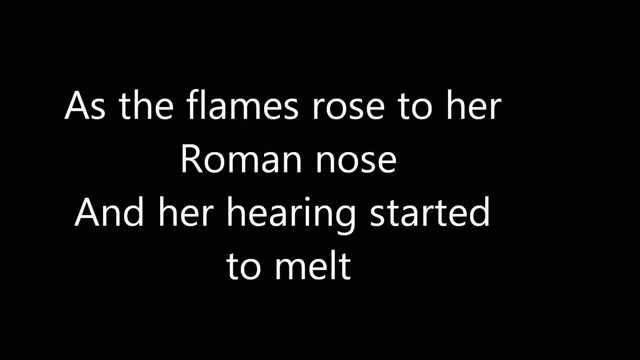 As the flames rose to her
Roman nose
And her hearing started
to melt